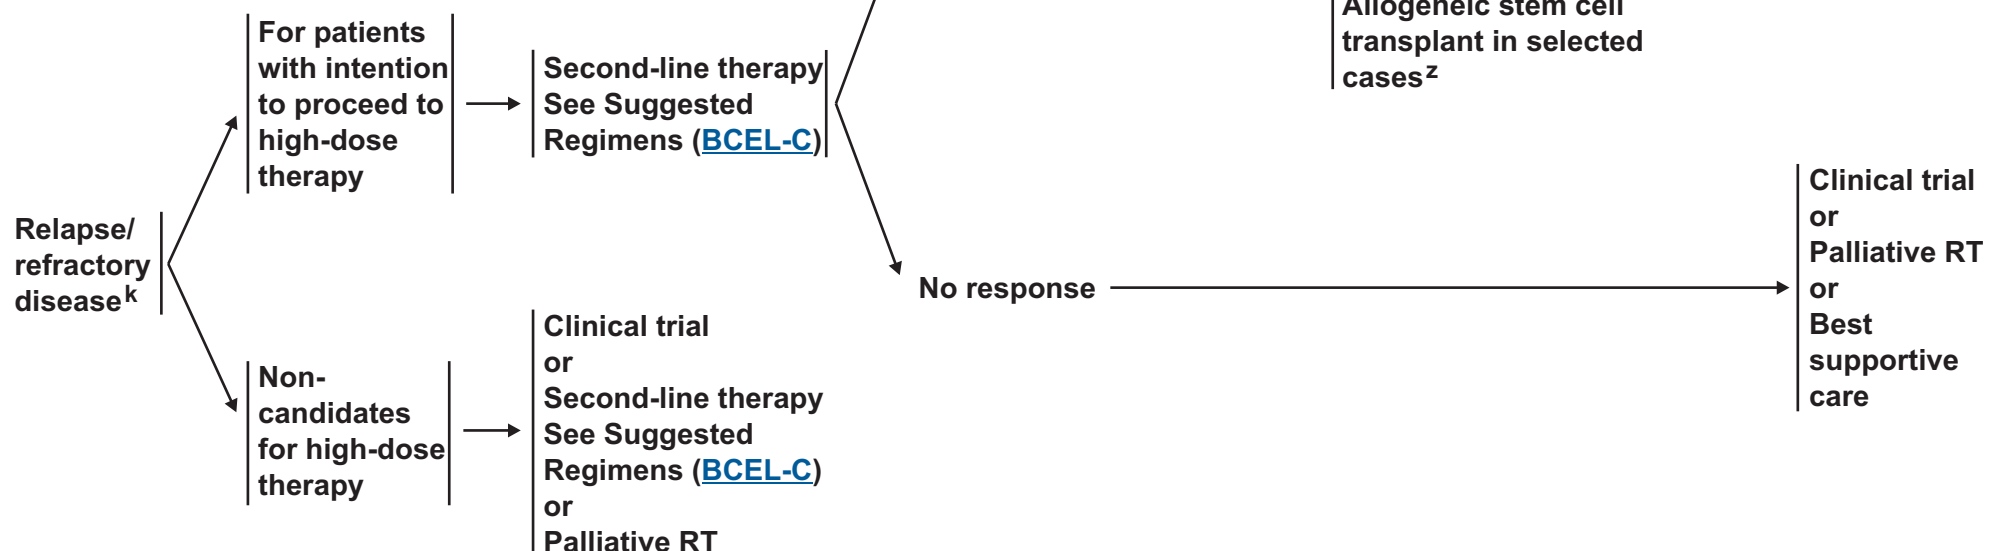 Allogeneic stem cell
transplant in selected
cases z
For patients
with intention
to proceed to
high-dose
therapy
Second-line therapy
See Suggested
Regimens (BCEL-C)
Relapse/
refractory
disease k
No response
Clinical trial
or
Palliative RT
or
Best
supportive
care
Non-
candidates
for high-dose
therapy
Clinical trial
or
Second-line therapy
See Suggested
Regimens (BCEL-C)
or
Palliative RT